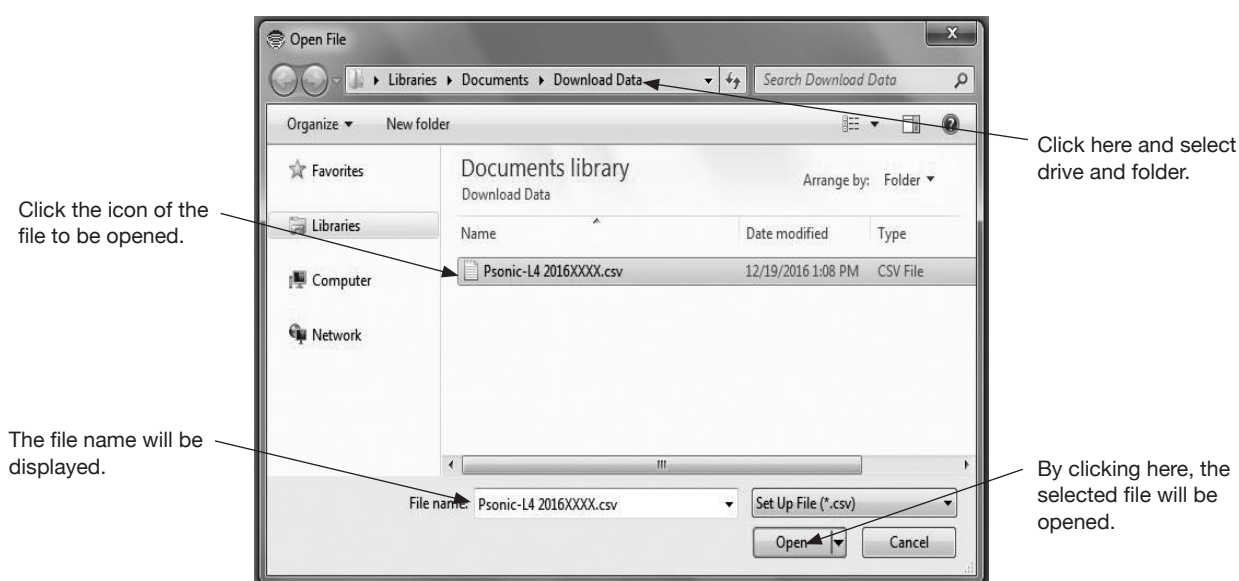 Open File
x
Libraries Documents Download Data
Search Download Data
Organize New folder
?
Click here and select
drive and folder.
Favorites
Documents library
Download Data
Arrange by: Folder
Click the icon of the
file to be opened.
Libraries
Name Date modified Type
Psonic-L4 2016XXXX.csv 12/19/2016 1:08 PM CSV File
Computer
Network
The file name will be
displayed.
File name: Psonic-L4 2016XXXX.csv
Set Up File (*.csv)
Open Cancel
By clicking here, the
selected file will be
opened.